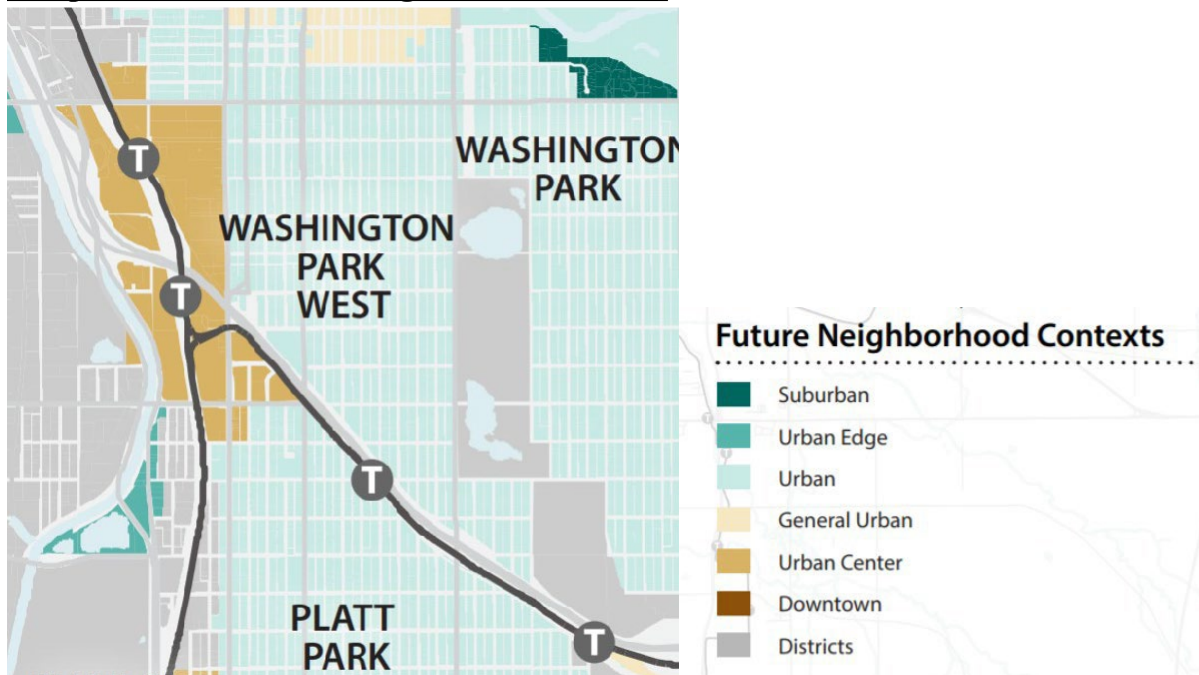 WASHINGTON
PARK
WASHINGTON
PARK
WEST
PLATT
PARK
T
T
T
T
Future Neighborhood Contexts
Suburban
Urban Edge
Urban
General Urban
Urban Center
Downtown
Districts